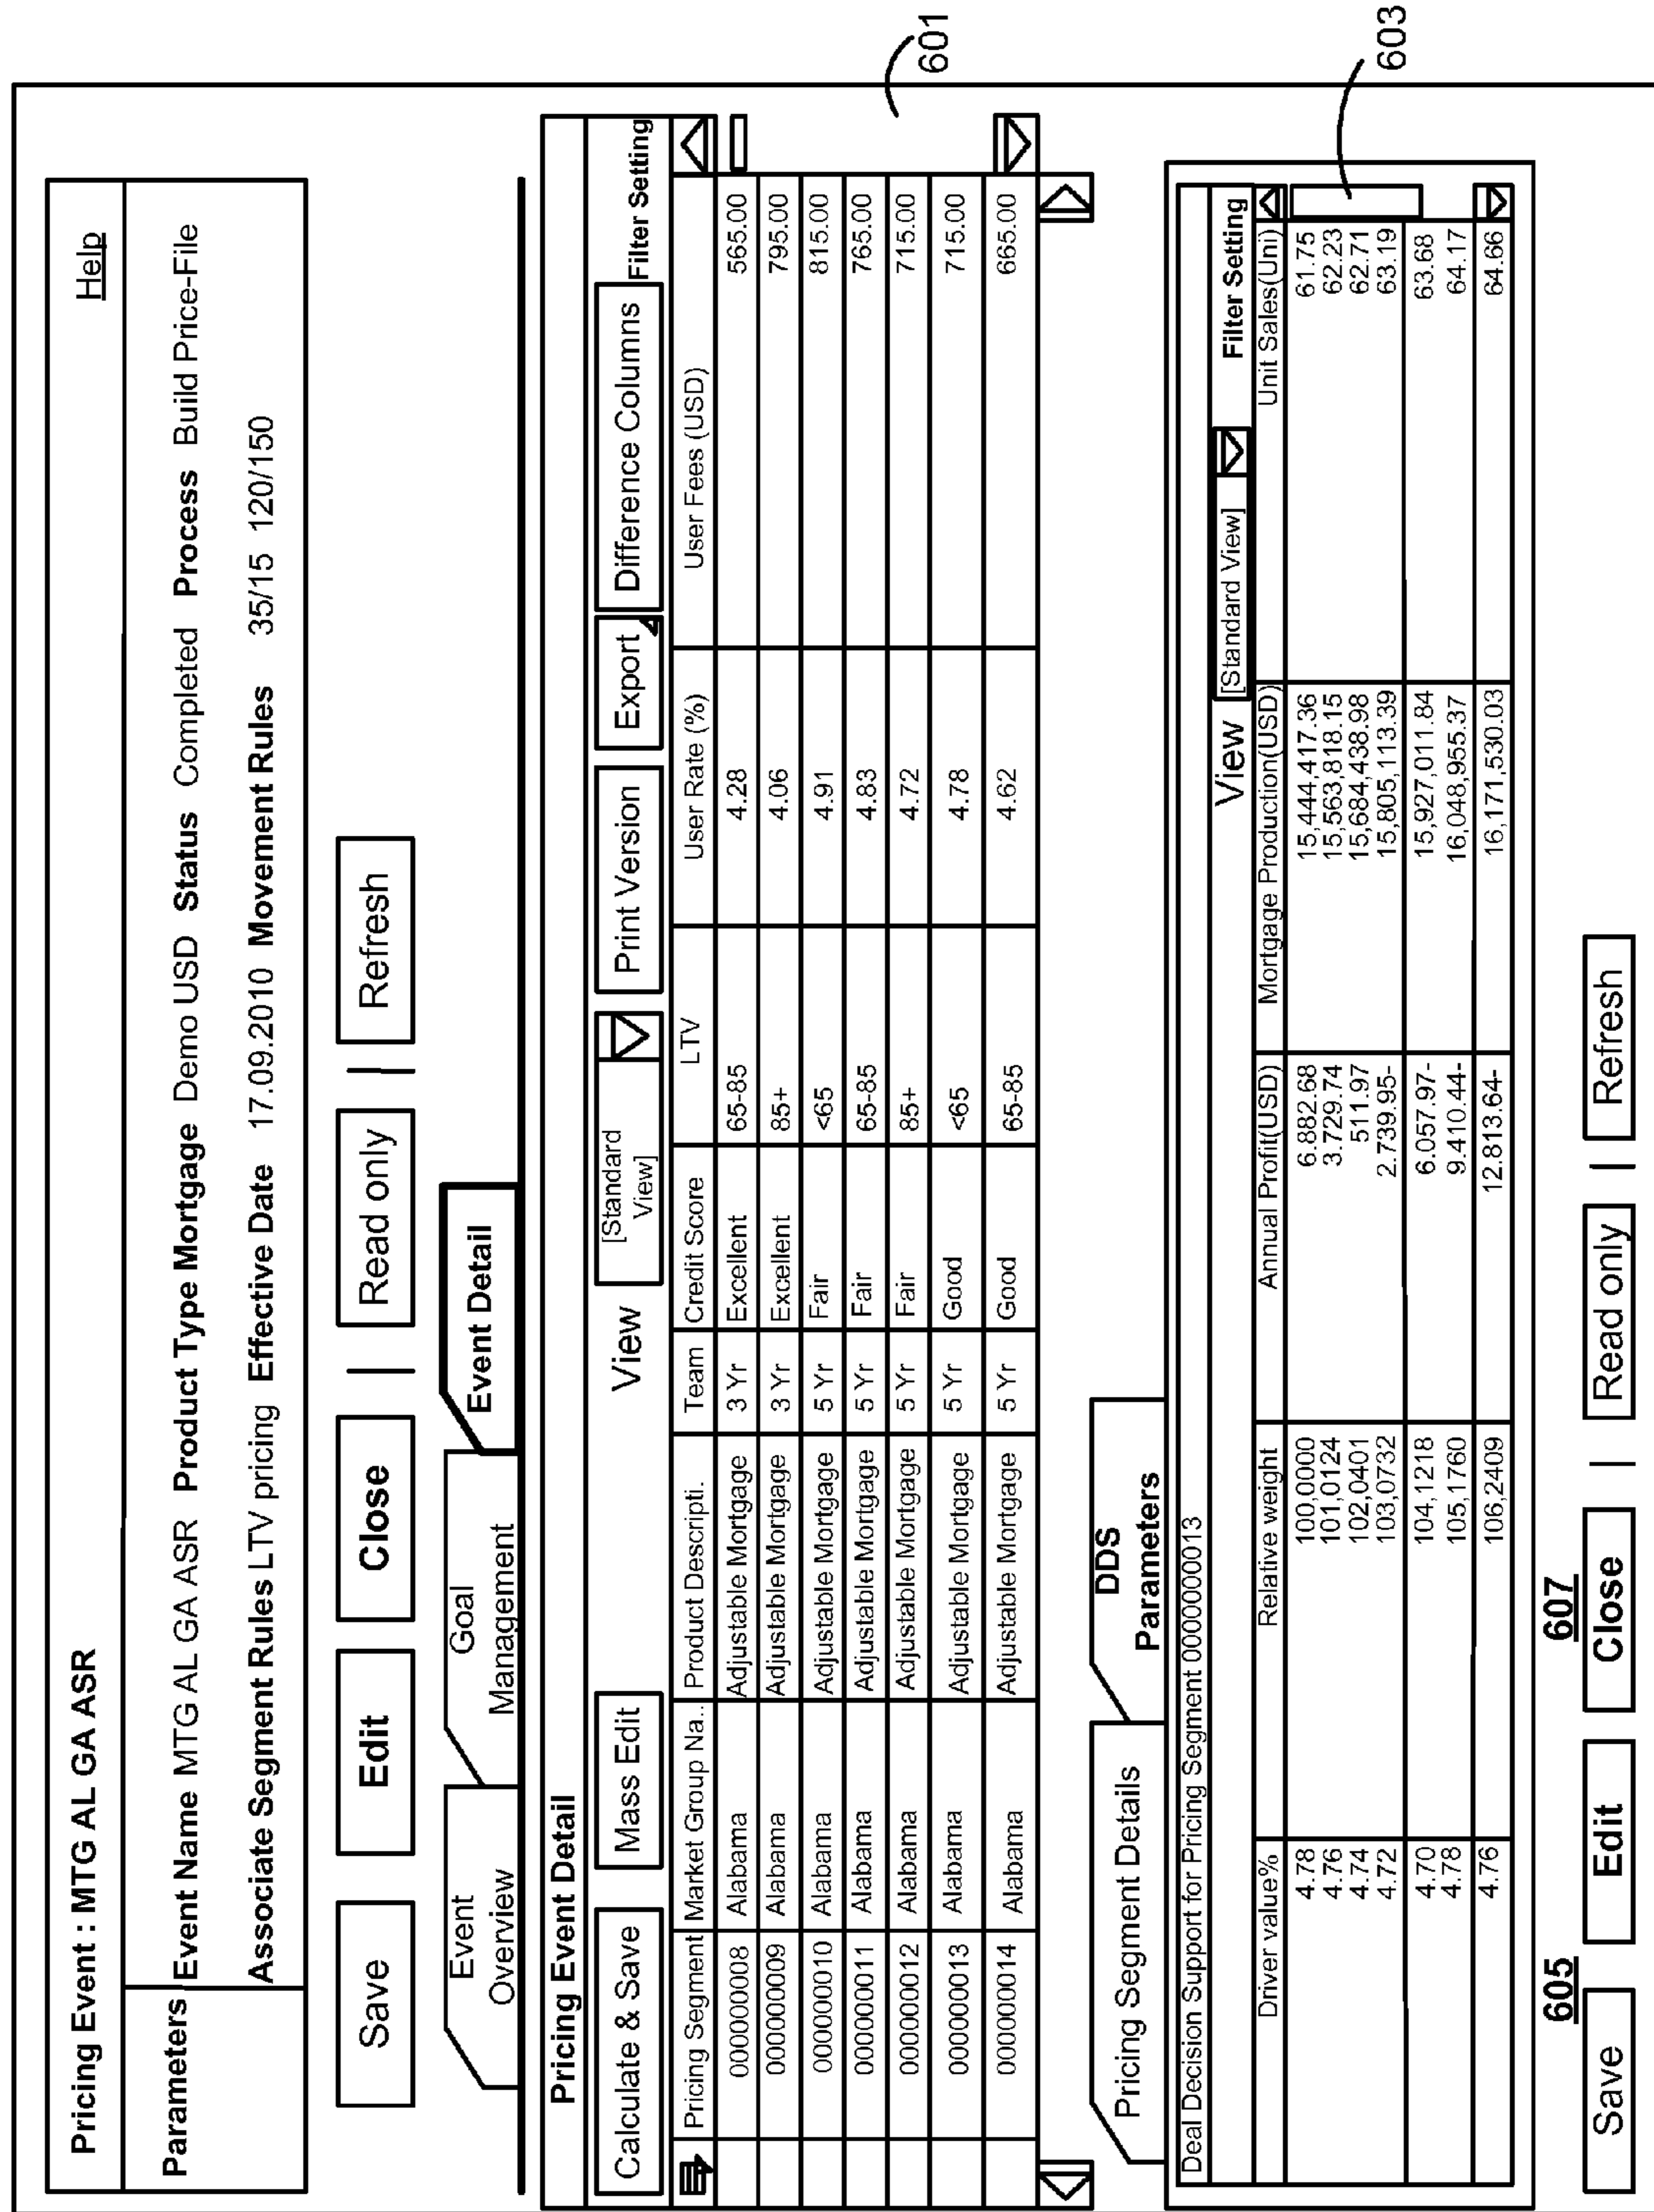 Pricing Event : MTG AL GA ASR Help
Parameters Event Name MTG AL GA ASR Product Type Mortgage Demo USD Status Completed Process Build Price-File
Associate Segment Rules LTV pricing Effective Date 17.09.2010 Movement Rules 35/15 120/150
Save Edit Close | Read only | Refresh
Event Overview Goal Management Event Detail
Pricing Event Detail
Calculate & Save Mass Edit View [Standard View] Print Version Export Difference Columns Filter Setting
Pricing Segment Market Group Na.. Product Descripti. Team Credit Score LTV User Rate (%) User Fees (USD)
000000008 Alabama Adjustable Mortgage 3 Yr Excellent 65-85 4.28 565.00
000000009 Alabama Adjustable Mortgage 3 Yr Excellent 85+ 4.06 795.00
000000010 Alabama Adjustable Mortgage 5 Yr Fair <65 4.91 815.00
000000011 Alabama Adjustable Mortgage 5 Yr Fair 65-85 4.83 765.00
000000012 Alabama Adjustable Mortgage 5 Yr Fair 85+ 4.72 715.00
000000013 Alabama Adjustable Mortgage 5 Yr Good <65 4.78 715.00
000000014 Alabama Adjustable Mortgage 5 Yr Good 65-85 4.62 665.00
601
Pricing Segment Details DDS Parameters
Deal Decision Support for Pricing Segment 000000013
View [Standard View] Filter Setting
Driver value% Relative weight Annual Profit(USD) Mortgage Production(USD) Unit Sales(Uni)
4.78 100,0000 6.882.68 15,444,417.36 61.75
4.76 101,0124 3.729.74 15,563,818.15 62.23
4.74 102,0401 511.97 15,684,438.98 62.71
4.72 103,0732 2.739.95- 15,805,113.39 63.19
4.70 104,1218 6.057.97- 15,927,011.84 63.68
4.78 105,1760 9.410.44- 16,048,955.37 64.17
4.76 106,2409 12.813.64- 16,171,530.03 64.66
603
605 607
Save Edit Close | Read only | Refresh